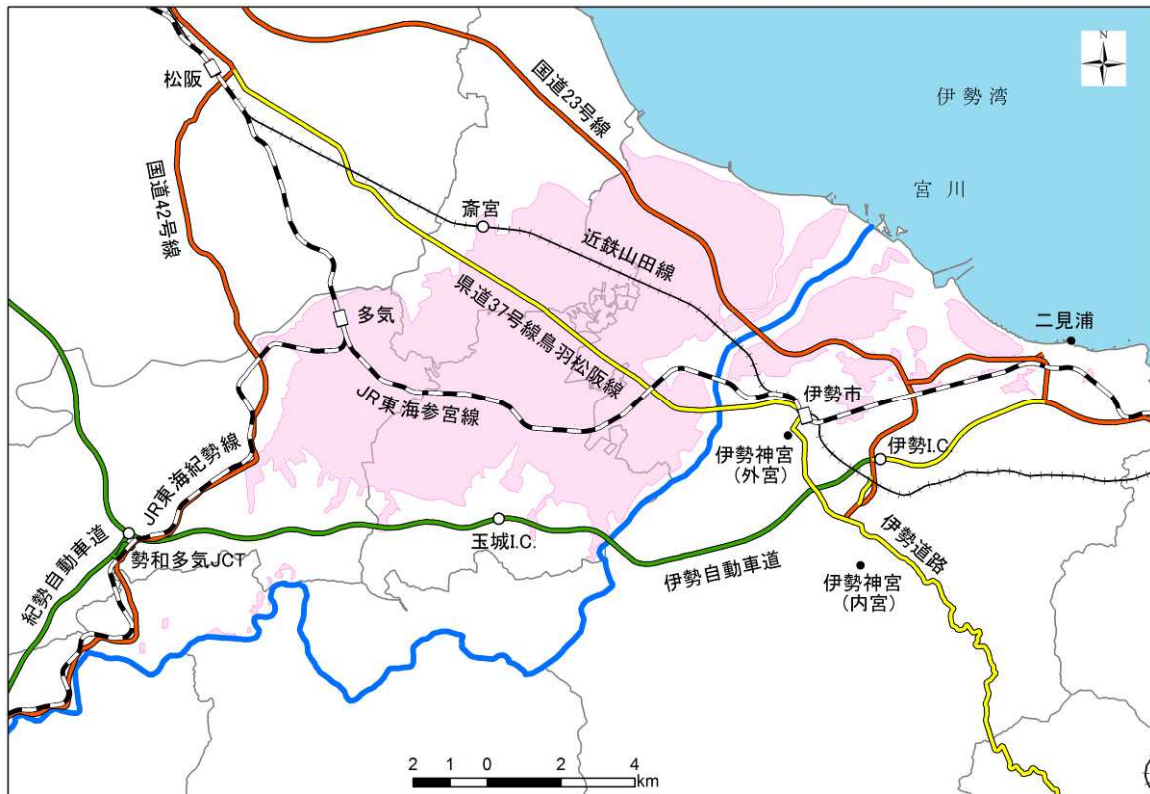 N
国道23号線
伊勢湾
松阪
宮川
国道42号線
斎宮
近鉄山田線
県道37号線鳥羽松阪線
多気
二見浦
JR東海参宮線
伊勢市
伊勢神宮
(外宮)
伊勢I.C
JR東海紀勢線
玉城I.C.
勢和多気JCT
紀勢自動車道
伊勢自動車道
伊勢道路
伊勢神宮
(内宮)
2 1 0 2 4
km